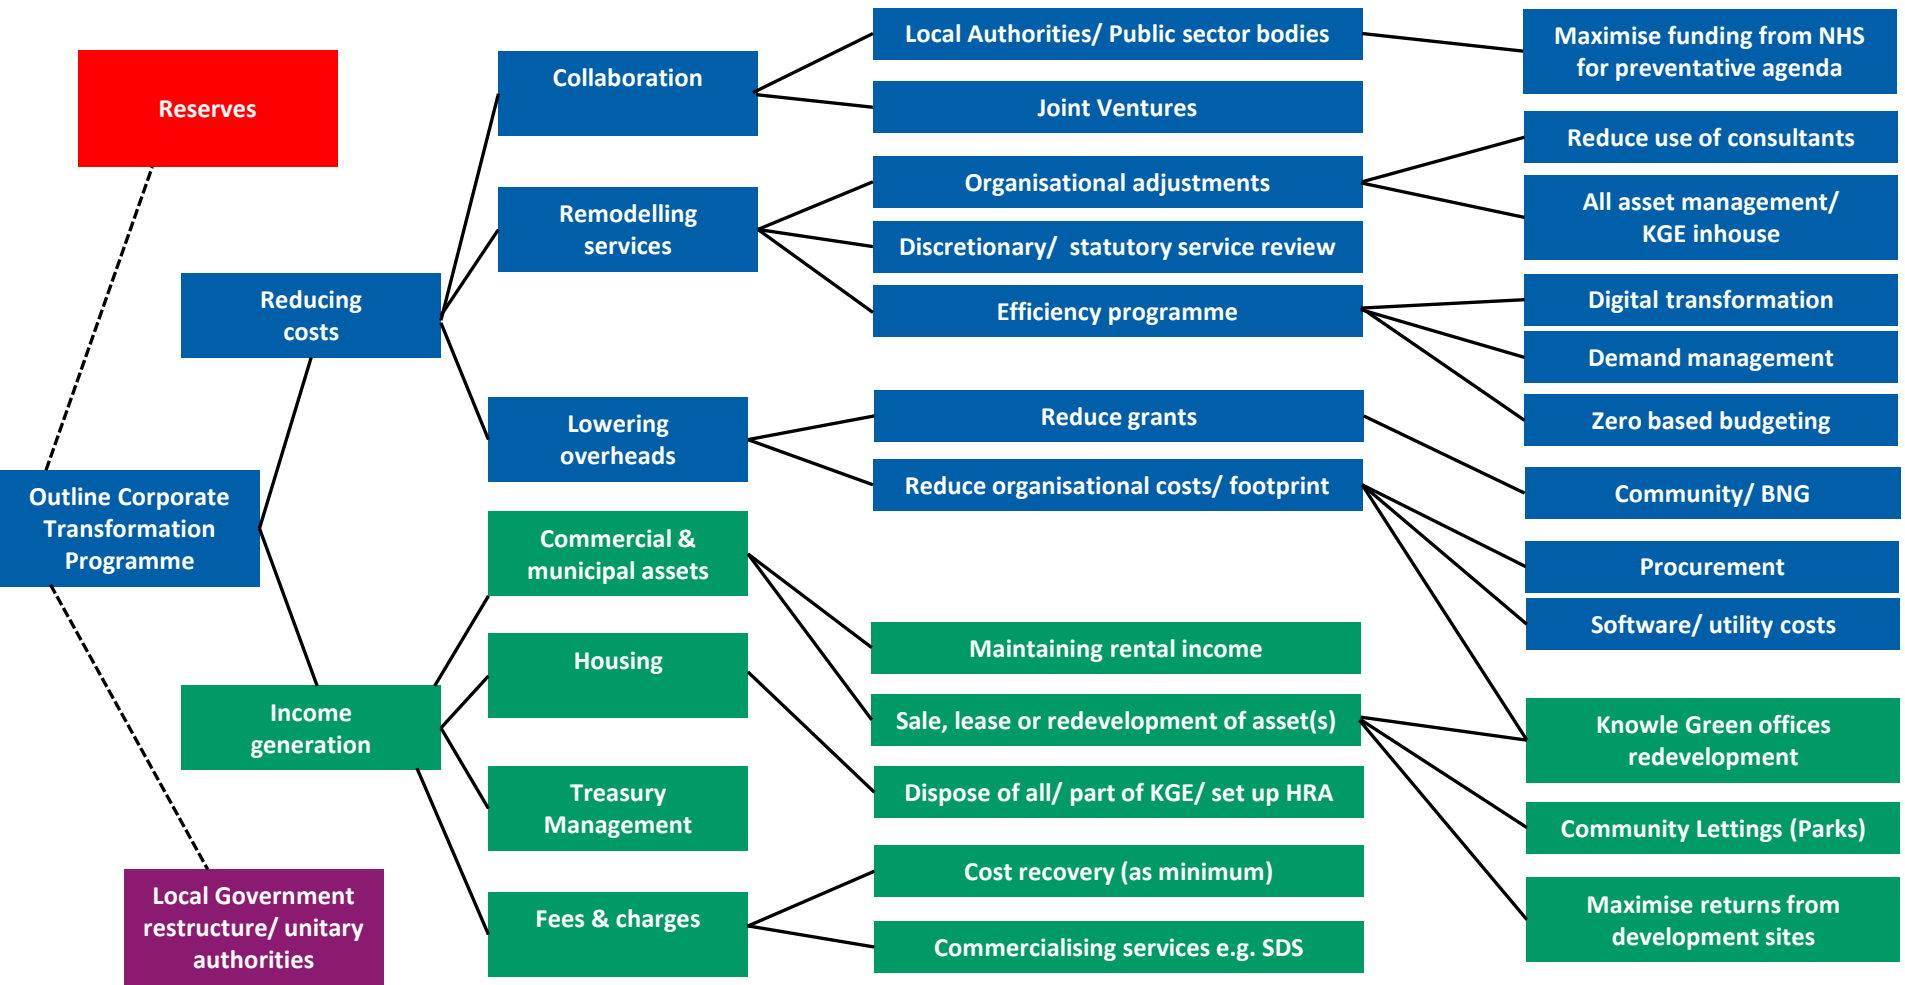 Reserves
Outline Corporate
Transformation
Programme
Local Government
restructure/ unitary
authorities
Reducing
costs
Income
generation
Collaboration
Remodelling
services
Lowering
overheads
Commercial &
municipal assets
Housing
Treasury
Management
Fees & charges
Local Authorities/ Public sector bodies
Joint Ventures
Organisational adjustments
Discretionary/ statutory service review
Efficiency programme
Reduce grants
Reduce organisational costs/ footprint
Maintaining rental income
Sale, lease or redevelopment of asset(s)
Dispose of all/ part of KGE/ set up HRA
Cost recovery (as minimum)
Commercialising services e.g. SDS
Maximise funding from NHS
for preventative agenda
Reduce use of consultants
All asset management/
KGE inhouse
Digital transformation
Demand management
Zero based budgeting
Community/ BNG
Procurement
Software/ utility costs
Knowle Green offices
redevelopment
Community Lettings (Parks)
Maximise returns from
development sites